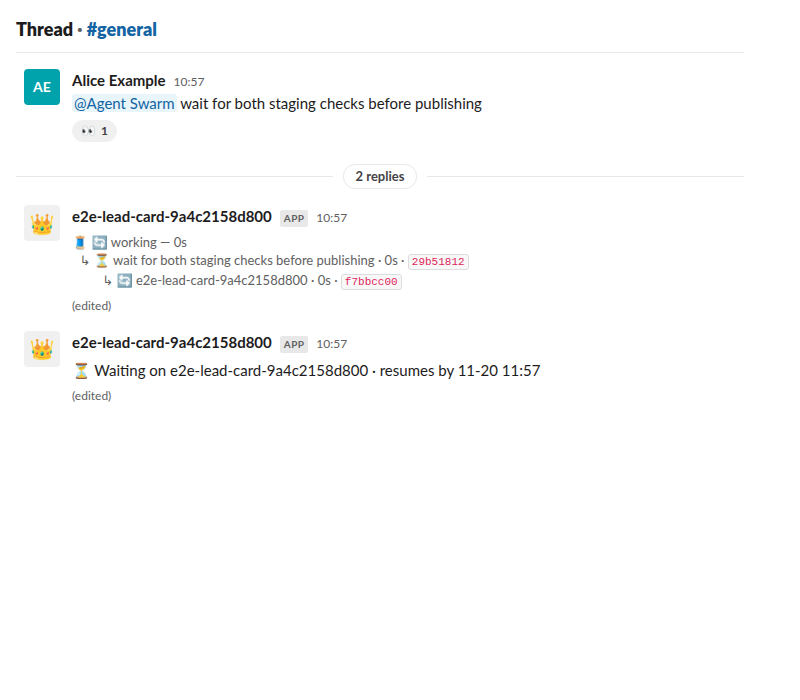 Thread • #general
AE
Alice Example 10:57
@Agent Swarm wait for both staging checks before publishing
👀 1
2 replies
e2e-lead-card-9a4c2158d800 APP 10:57
🧵 🔄 working — 0s
↳ ⏳ wait for both staging checks before publishing · 0s · 29b51812
↳ 🔄 e2e-lead-card-9a4c2158d800 · 0s · f7bbcc00
(edited)
e2e-lead-card-9a4c2158d800 APP 10:57
⏳ Waiting on e2e-lead-card-9a4c2158d800 · resumes by 11-20 11:57
(edited)